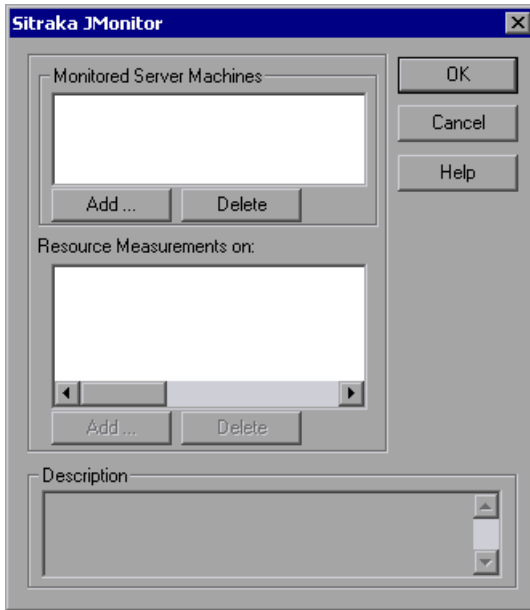 Sitraka JMonitor
Monitored Server Machines
OK
Cancel
Help
Add ... Delete
Resource Measurements on:
Add ... Delete
Description